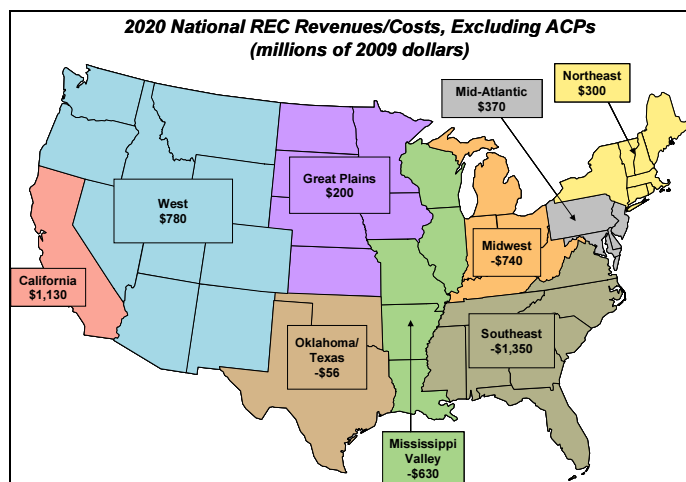 2020 National REC Revenues/Costs, Excluding ACPs
(millions of 2009 dollars)
Northeast
$300
Mid-Atlantic
$370
Great Plains
$200
West
$780
Midwest
-$740
California
$1,130
Southeast
-$1,350
Oklahoma/
Texas
-$56
Mississippi
Valley
-$630